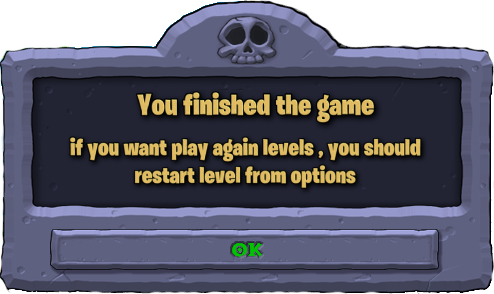 You finished the game
if you want play again levels , you should
restart level from options
OK